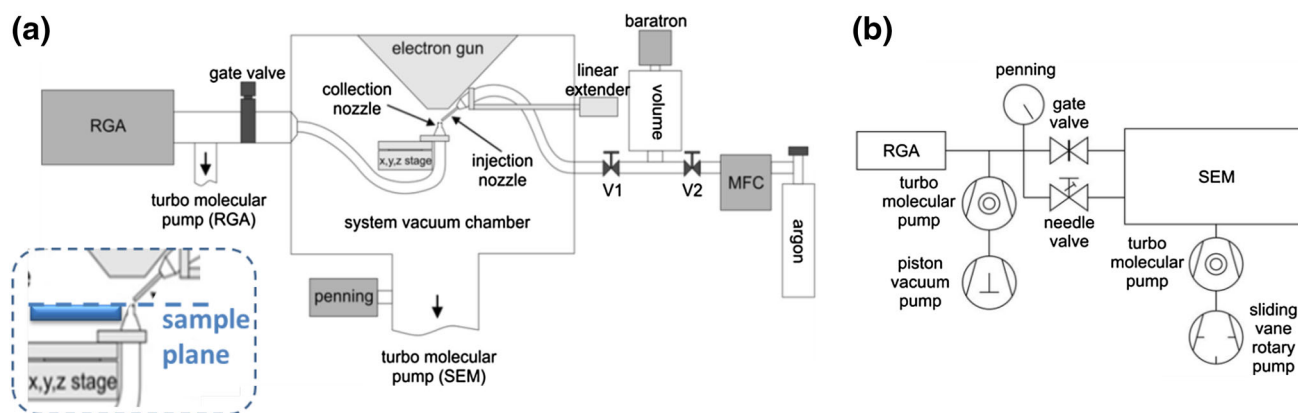 (a)
electron gun
gate valve
collection
nozzle
RGA
x,y,z stage
injection
nozzle
turbo molecular
pump (RGA)
system vacuum chamber
penning
turbo molecular
pump (SEM)
linear
extender
baratron
volume
V1
V2
MFC
argon
sample
plane
x,y,z stage
(b)
penning
gate
valve
RGA
SEM
turbo
molecular
pump
needle
valve
piston
vacuum
pump
turbo
molecular
pump
sliding
vane
rotary
pump